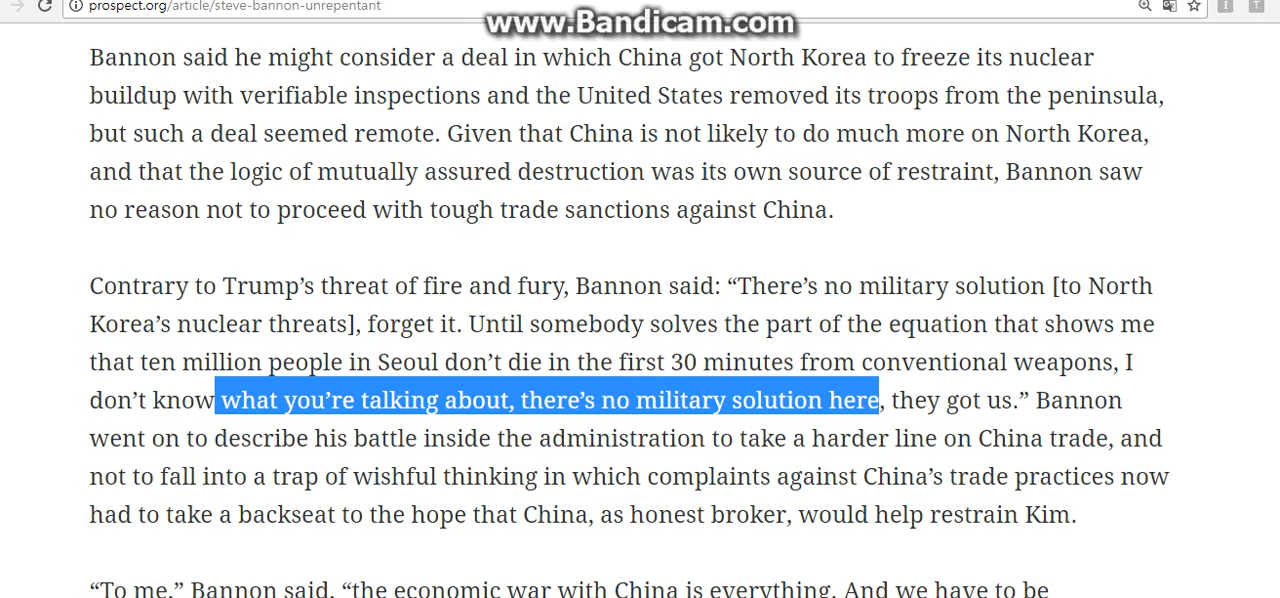 prospect.org/article/steve-bannon-unrepentant
www.Bandicam.com
Bannon said he might consider a deal in which China got North Korea to freeze its nuclear
buildup with verifiable inspections and the United States removed its troops from the peninsula,
but such a deal seemed remote. Given that China is not likely to do much more on North Korea,
and that the logic of mutually assured destruction was its own source of restraint, Bannon saw
no reason not to proceed with tough trade sanctions against China.
Contrary to Trump’s threat of fire and fury, Bannon said: “There’s no military solution [to North
Korea’s nuclear threats], forget it. Until somebody solves the part of the equation that shows me
that ten million people in Seoul don’t die in the first 30 minutes from conventional weapons, I
don’t know what you’re talking about, there’s no military solution here, they got us.” Bannon
went on to describe his battle inside the administration to take a harder line on China trade, and
not to fall into a trap of wishful thinking in which complaints against China’s trade practices now
had to take a backseat to the hope that China, as honest broker, would help restrain Kim.
“To me,” Bannon said, “the economic war with China is everything. And we have to be